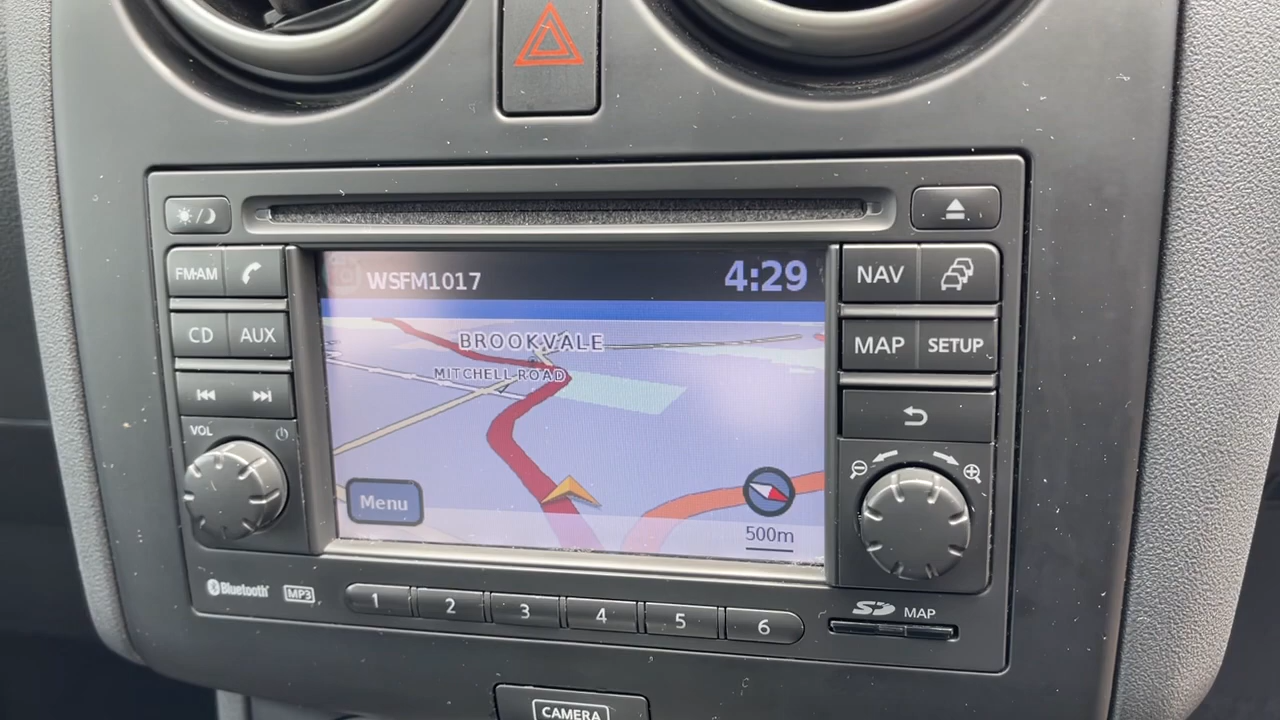 FM·AM
CD AUX
VOL
WSFM1017 4:29
BROOKVALE
MITCHELL ROAD
Menu
500m
NAV
MAP SETUP
Bluetooth MP3
1 2 3 4 5 6
SD MAP
CAMERA